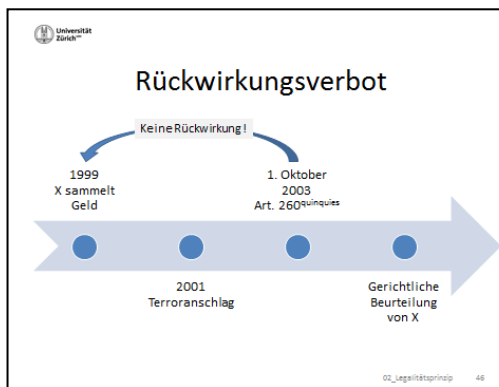 Universität
Zürich UZH
Rückwirkungsverbot
Keine Rückwirkung!
1999
X sammelt
Geld
1. Oktober
2003
Art. 260quinquies
2001
Terroranschlag
Gerichtliche
Beurteilung
von X
02_Legalitätsprinzip 46